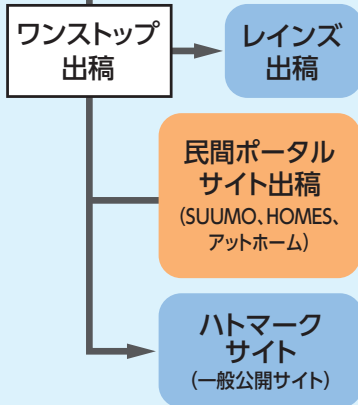 ワンストップ
出稿
レインズ
出稿
民間ポータル
サイト出稿
(SUUMO、HOMES、
アットホーム)
ハトマーク
サイト
(一般公開サイト)